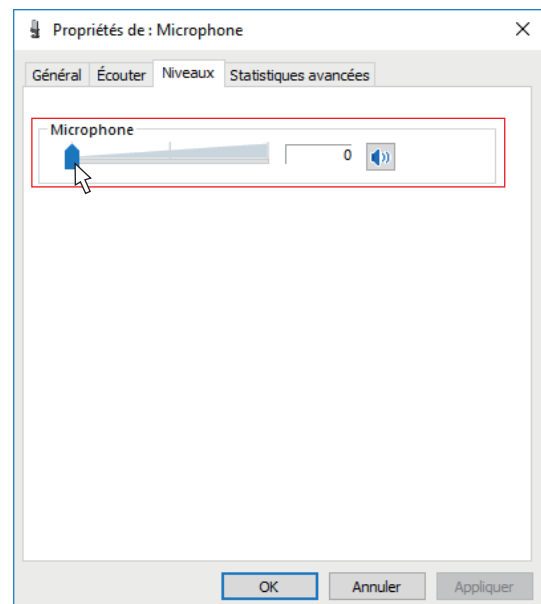 Propriétés de : Microphone
Général Écouter Niveaux Statistiques avancées
Microphone
0
OK Annuler Appliquer